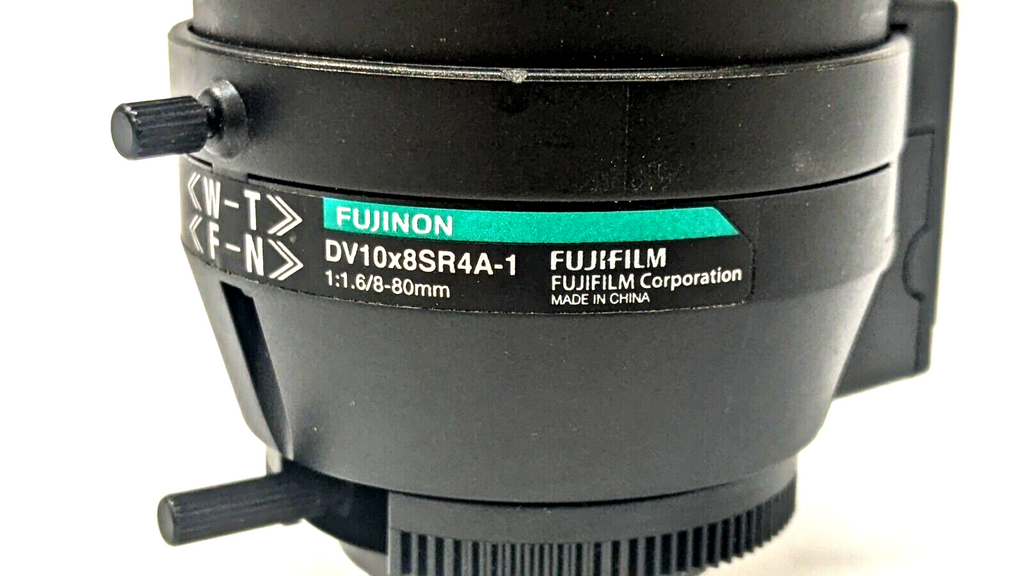 《W-T》
《F-N》
FUJINON
DV10x8SR4A-1
1:1.6/8-80mm
FUJIFILM
FUJIFILM Corporation
MADE IN CHINA